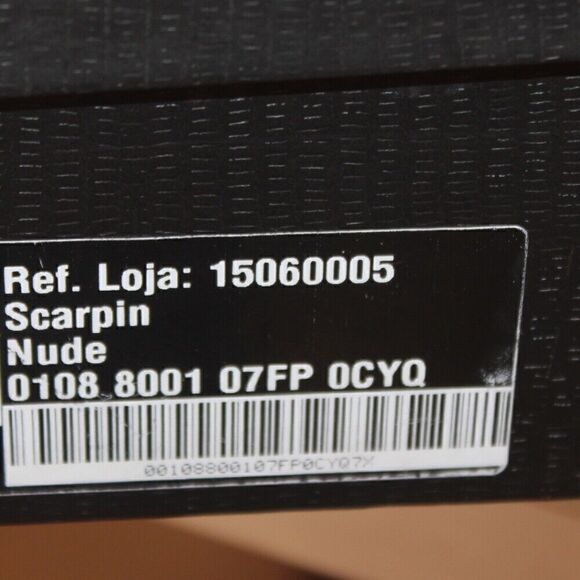 Ref. Loja: 15060005
Scarpin
Nude
0108 8001 07FP 0CYQ
00108800107FP0CYQ7X